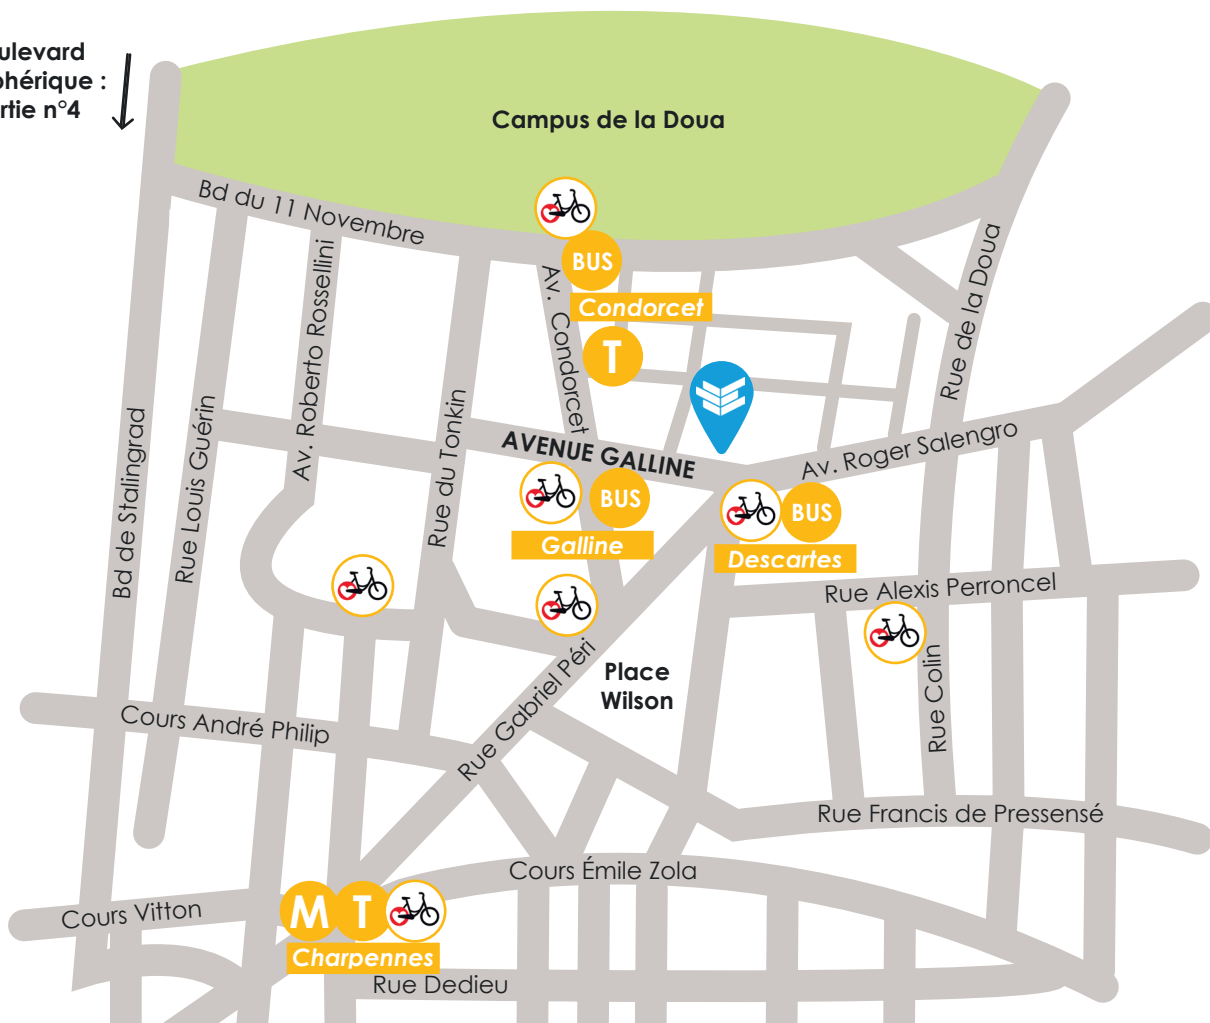 oulevard
phérique :
rtie n°4
Campus de la Doua
Bd du 11 Novembre
BUS
Condorcet
T
Av. Condorcet
Av. Roberto Rossellini
Rue de la Doua
Bd de Stalingrad
Rue Louis Guérin
Rue du Tonkin
AVENUE GALLINE
Av. Roger Salengro
BUS
Galline
BUS
Descartes
Rue Alexis Perroncel
Place
Wilson
Rue Gabriel Péri
Rue Colin
Cours André Philip
Rue Francis de Pressensé
Cours Émile Zola
Cours Vitton
M T
Charpennes
Rue Dedieu